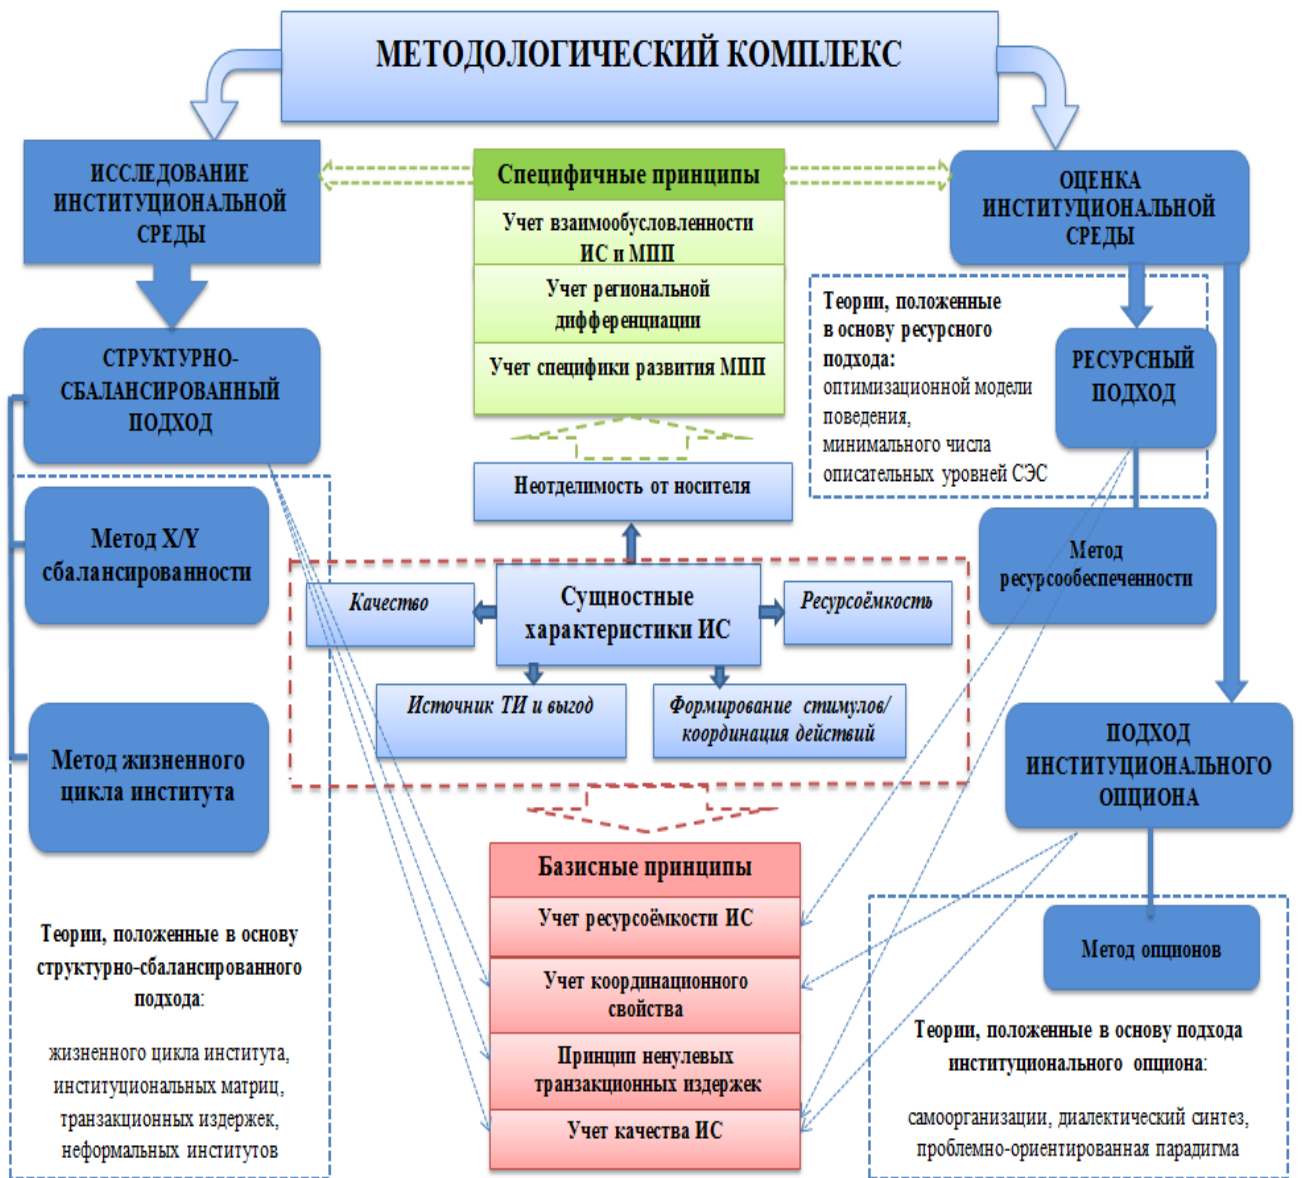 МЕТОДОЛОГИЧЕСКИЙ КОМПЛЕКС
ИССЛЕДОВАНИЕ
ИНСТИТУЦИОНАЛЬНОЙ
СРЕДЫ
Специфичные принципы
Учет взаимообусловленности
ИС и МПП
Учет региональной
дифференциации
Учет специфики развития МПП
ОЦЕНКА
ИНСТИТУЦИОНАЛЬНОЙ
СРЕДЫ
СТРУКТУРНО-
СБАЛАНСИРОВАННЫЙ
ПОДХОД
Теории, положенные
в основу ресурсного
подхода:
оптимизационной модели
поведения,
минимального числа
описательных уровней СЭС
РЕСУРСНЫЙ
ПОДХОД
Неотделимость от носителя
Метод X/Y
сбалансированности
Метод
ресурсообеспеченности
Качество
Сущностные
характеристики ИС
Ресурсоёмкость
Источник ТИ и выгод
Формирование стимулов/
координация действий
Метод жизненного
цикла института
ПОДХОД
ИНСТИТУЦИОНАЛЬНОГО
ОПЦИОНА
Базисные принципы
Учет ресурсоёмкости ИС
Учет координационного
свойства
Принцип ненулевых
транзакционных издержек
Учет качества ИС
Метод опционов
Теории, положенные в основу
структурно-сбалансированного
подхода:
жизненного цикла института,
институциональных матриц,
транзакционных издержек,
неформальных институтов
Теории, положенные в основу подхода
институционального опциона:
самоорганизации, диалектический синтез,
проблемно-ориентированная парадигма